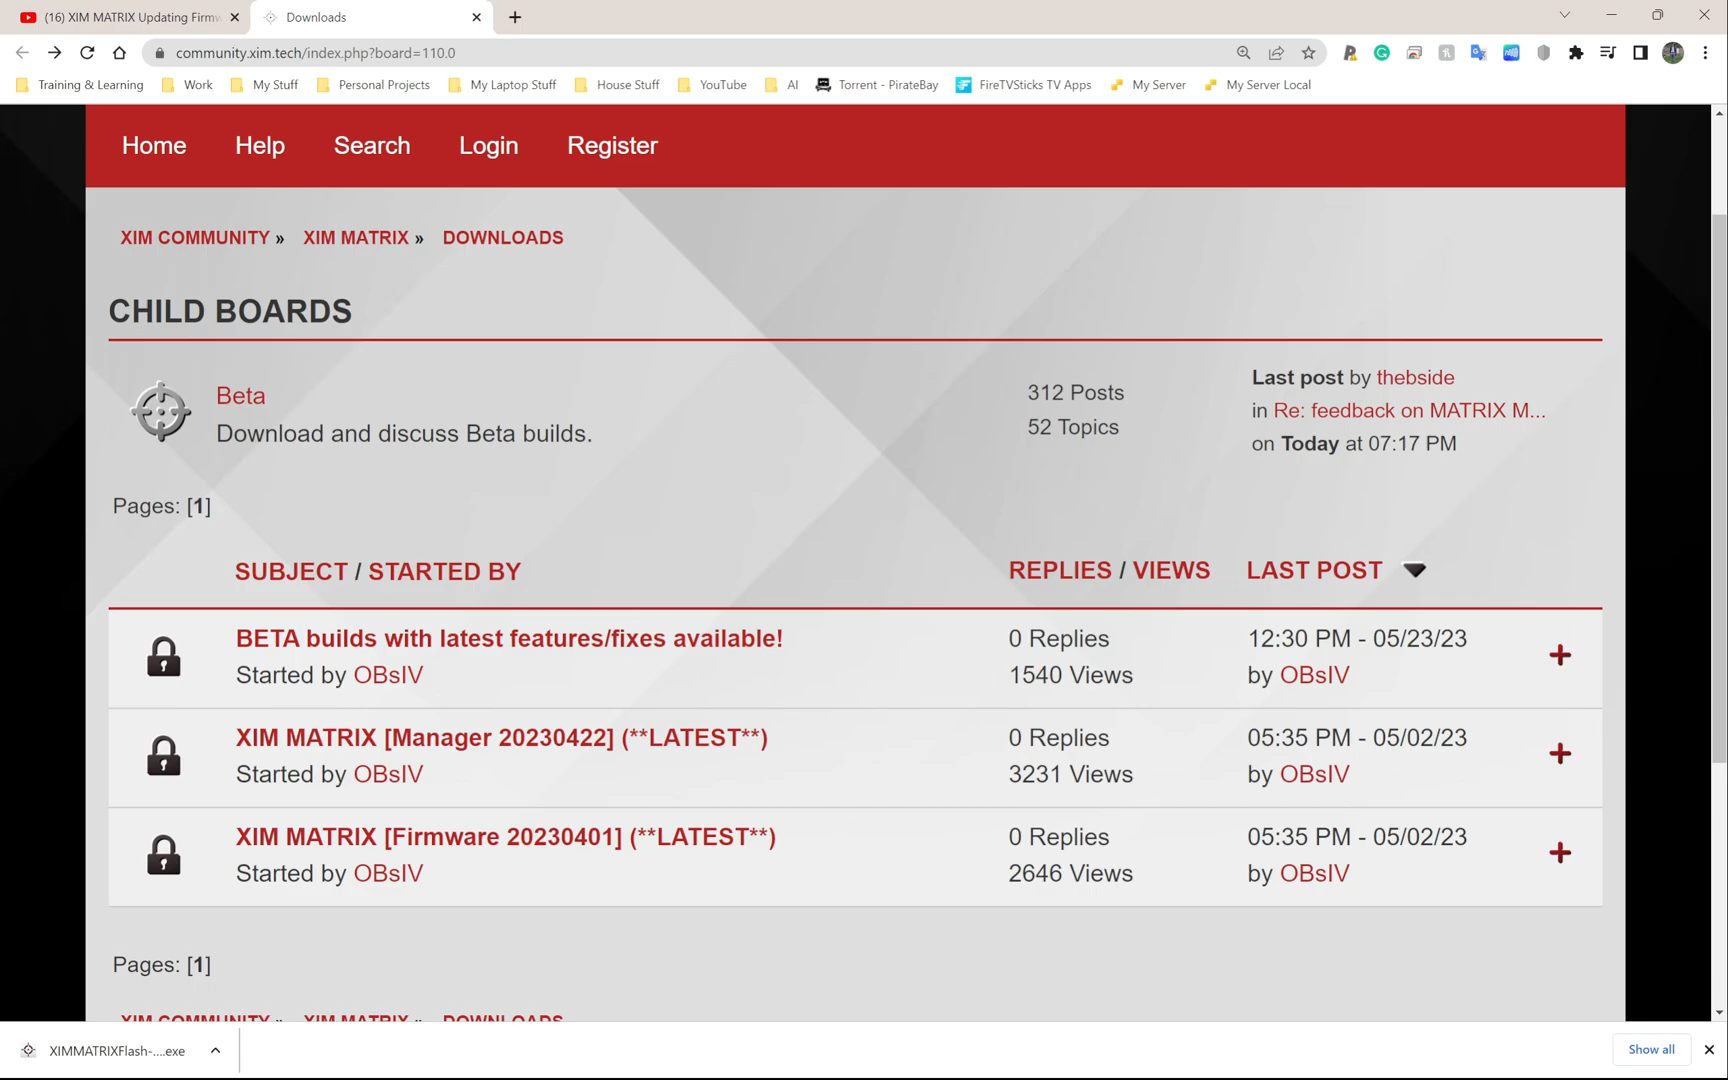 (16) XIM MATRIX Updating Firmw
Downloads
community.xim.tech/index.php?board=110.0
Training & Learning
Work
My Stuff
Personal Projects
My Laptop Stuff
House Stuff
YouTube
AI
Torrent - PirateBay
FireTVSticks TV Apps
My Server
My Server Local
Home
Help
Search
Login
Register
XIM COMMUNITY » XIM MATRIX » DOWNLOADS
CHILD BOARDS
Beta
Download and discuss Beta builds.
312 Posts
52 Topics
Last post by thebside
in Re: feedback on MATRIX M...
on Today at 07:17 PM
Pages: [1]
SUBJECT / STARTED BY
REPLIES / VIEWS
LAST POST
BETA builds with latest features/fixes available!
Started by OBsIV
0 Replies
1540 Views
12:30 PM - 05/23/23
by OBsIV
XIM MATRIX [Manager 20230422] (**LATEST**)
Started by OBsIV
0 Replies
3231 Views
05:35 PM - 05/02/23
by OBsIV
XIM MATRIX [Firmware 20230401] (**LATEST**)
Started by OBsIV
0 Replies
2646 Views
05:35 PM - 05/02/23
by OBsIV
Pages: [1]
XIM COMMUNITY » XIM MATRIX » DOWNLOADS
XIMMATRIXFlash-....exe
Show all